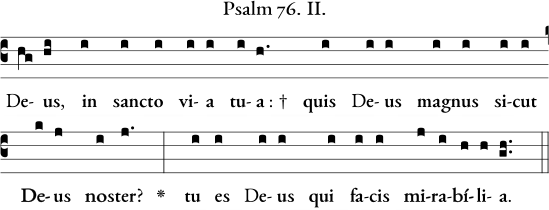 Psalm 76. II.
De- us, in sancto vi- a tu- a : † quis De- us magnus si- cut
De- us noster? * tu es De- us qui fa- cis mi- ra- bí- li- a.